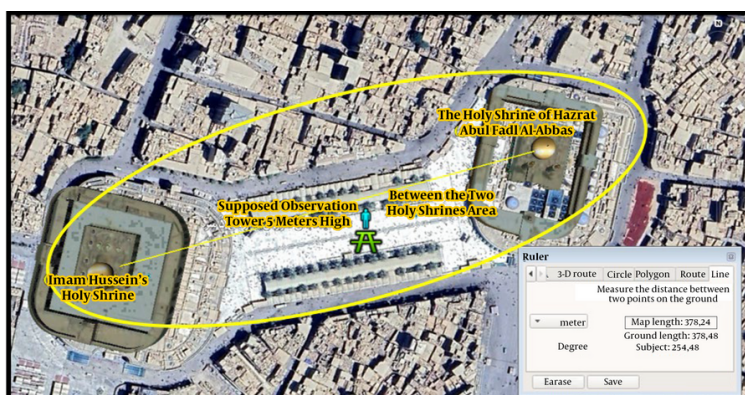 N
The Holy Shrine of Hazrat
Abul Fadl Al-Abbas
Supposed Observation
Tower 5 Meters High
Between the Two
Holy Shrines Area
Imam Hussein's
Holy Shrine
Ruler
3-D route Circle Polygon Route Line
Measure the distance betbween
two points on the ground
meter
Map length: 378,24
Ground length: 378,48
Degree
Subject: 254,48
Earase Save